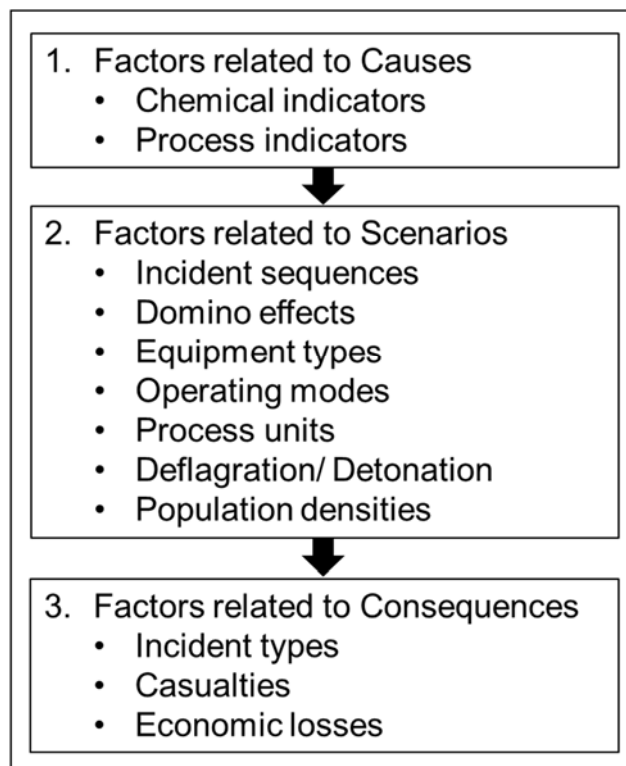 1. Factors related to Causes
• Chemical indicators
• Process indicators
2. Factors related to Scenarios
• Incident sequences
• Domino effects
• Equipment types
• Operating modes
• Process units
• Deflagration/ Detonation
• Population densities
3. Factors related to Consequences
• Incident types
• Casualties
• Economic losses